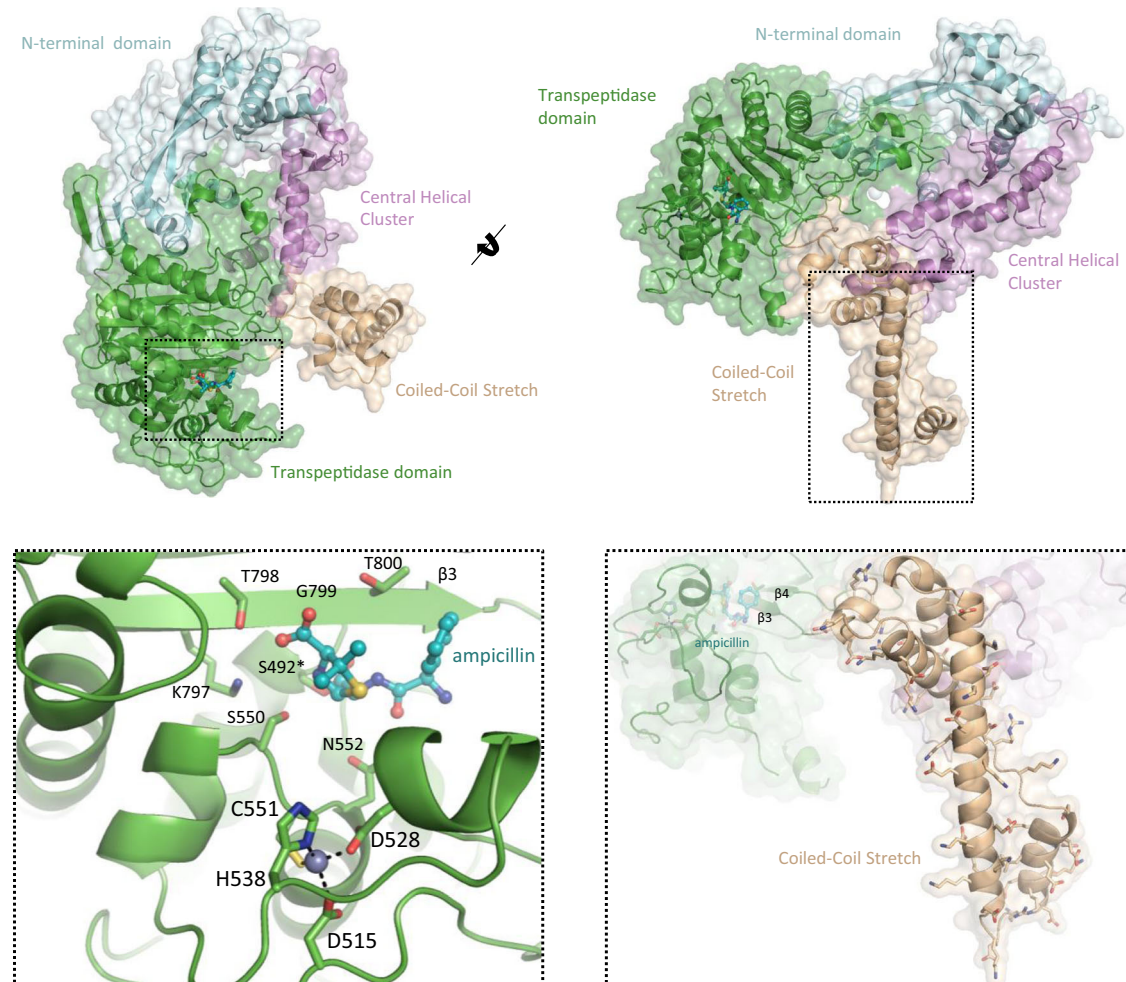 N-terminal domain
Central Helical
Cluster
Coiled-Coil Stretch
Transpeptidase domain
N-terminal domain
Transpeptidase
domain
Central Helical
Cluster
Coiled-Coil
Stretch
T798
G799
T800
β3
S492*
ampicillin
K797
S550
N552
C551
D528
H538
D515
β4
β3
ampicillin
Coiled-Coil Stretch